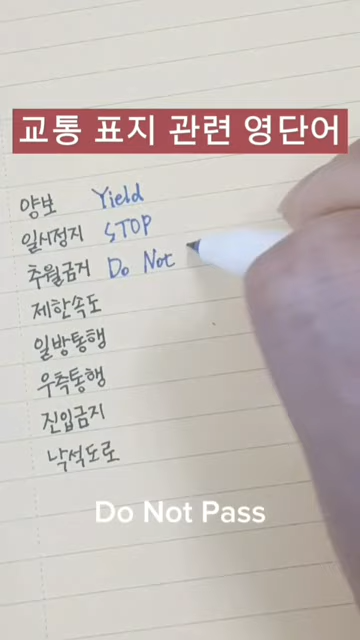 교통 표지 관련 영단어
양보 Yield
일시정지 STOP
추월금거 Do Not
제한속도
일방통행
우측통행
진입금지
낙석도로
Do Not Pass